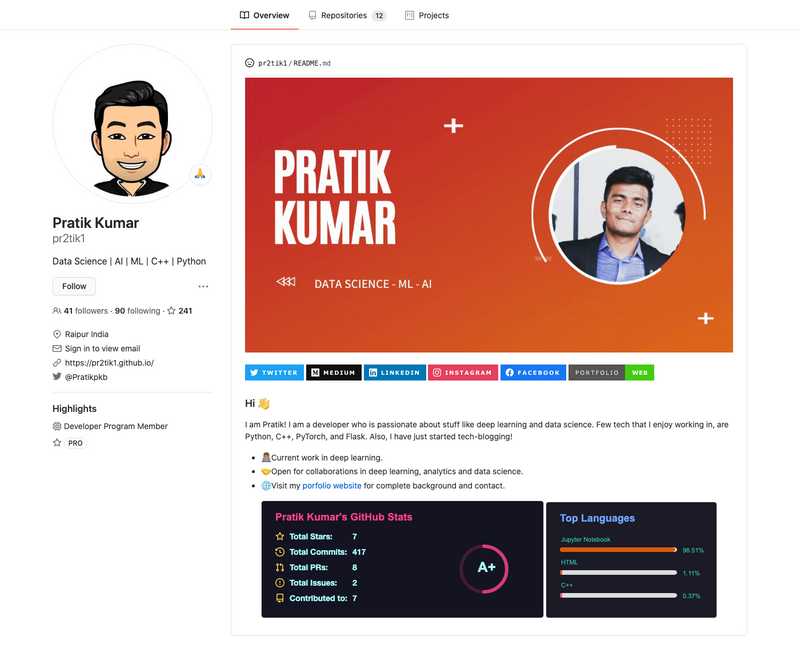 Overview
Repositories 12
Projects
pr2tik1/README.md
PRATIK
KUMAR
DATA SCIENCE - ML - AI
Pratik Kumar
pr2tik1
Data Science | AI | ML | C++ | Python
Follow
41 followers · 90 following · 241
Raipur India
Sign in to view email
https://pr2tik1.github.io/
@Pratikpkb
Highlights
Developer Program Member
PRO
TWITTER
MEDIUM
LINKEDIN
INSTAGRAM
FACEBOOK
PORTFOLIO WEB
Hi
I am Pratik! I am a developer who is passionate about stuff like deep learning and data science. Few tech that I enjoy working in, are
Python, C++, PyTorch, and Flask. Also, I have just started tech-blogging!
Current work in deep learning.
Open for collaborations in deep learning, analytics and data science.
Visit my porfolio website for complete background and contact.
Pratik Kumar's GitHub Stats
Total Stars: 7
Total Commits: 417
Total PRs: 8
Total Issues: 2
Contributed to: 7
A+
Top Languages
Jupyter Notebook
98.51%
HTML
1.11%
C++
0.37%